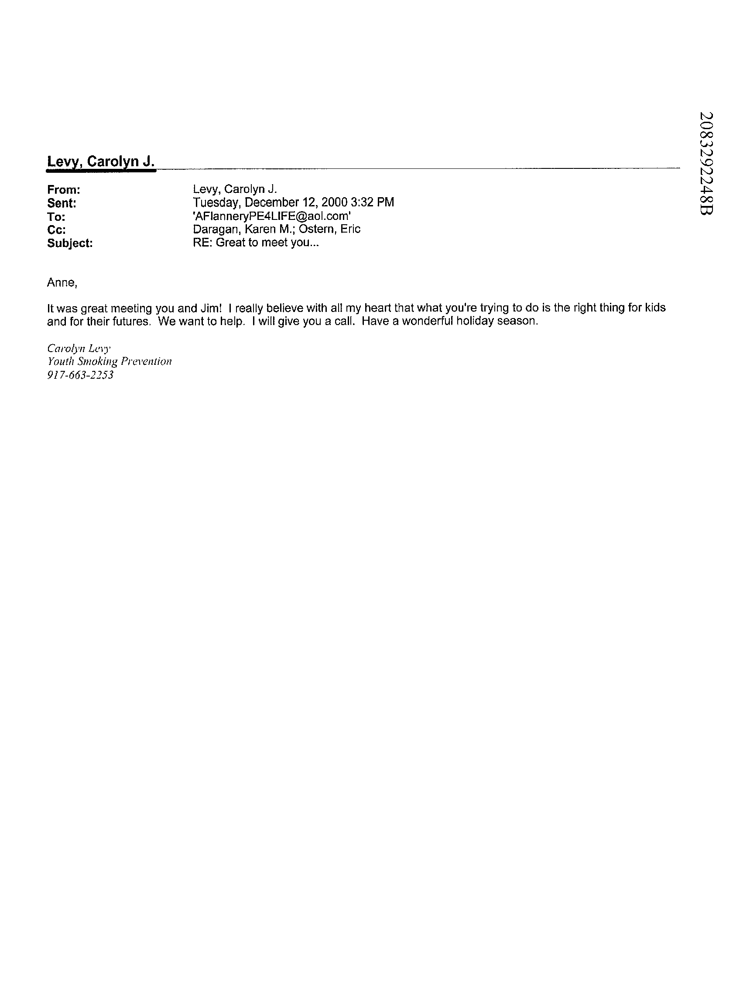 2083292248B
Levy, Carolyn J.
From: Levy, Carolyn J.
Sent: Tuesday, December 12, 2000 3:32 PM
To: 'AFlanneryPE4LIFE@aol.com'
Cc: Daragan, Karen M.; Ostern, Eric
Subject: RE: Great to meet you...
Anne,
It was great meeting you and Jim!  I really believe with all my heart that what you're trying to do is the right thing for kids
and for their futures.  We want to help.  I will give you a call.  Have a wonderful holiday season.
Carolyn Levy
Youth Smoking Prevention
917-663-2253